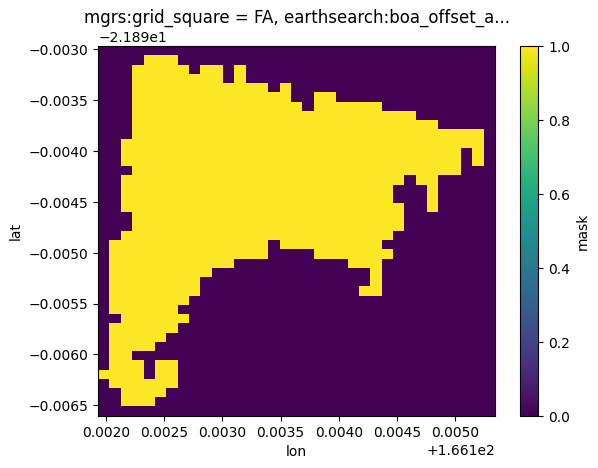 mgrs:grid_square = FA, earthsearch:boa_offset_a...
−2.189e1
−0.0030
−0.0035
−0.0040
−0.0045
−0.0050
−0.0055
−0.0060
−0.0065
lat
0.0020 0.0025 0.0030 0.0035 0.0040 0.0045 0.0050
lon
+1.661e2
1.0
0.8
0.6
0.4
0.2
0.0
mask